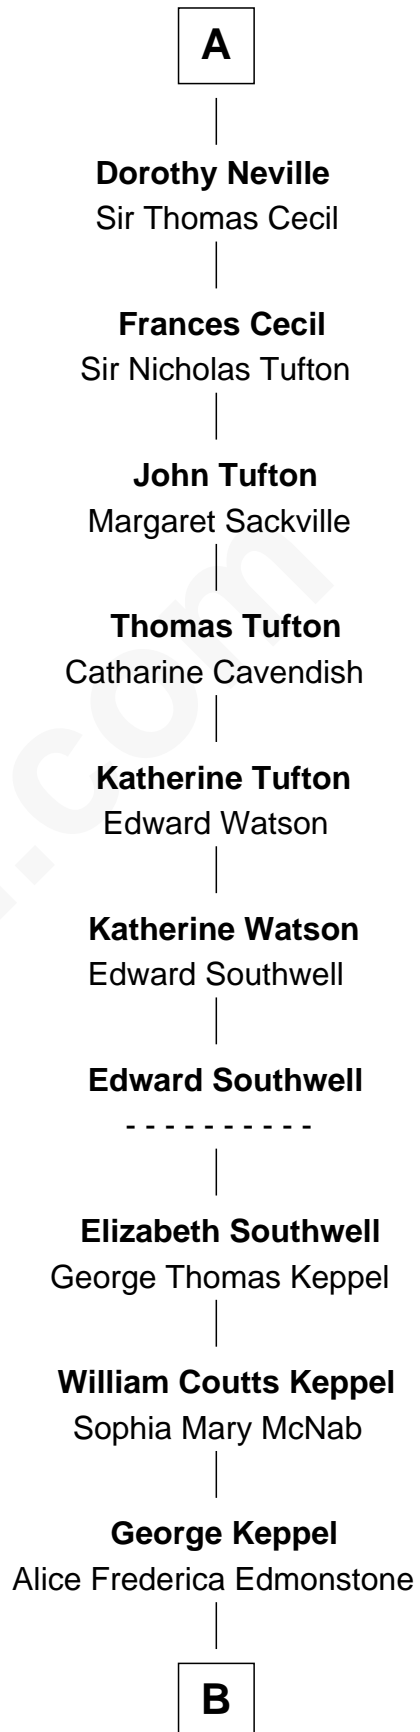 A
Dorothy Neville
Sir Thomas Cecil
Frances Cecil
Sir Nicholas Tufton
John Tufton
Margaret Sackville
Thomas Tufton
Catharine Cavendish
Katherine Tufton
Edward Watson
Katherine Watson
Edward Southwell
Edward Southwell
- - - - - - - - - -
Elizabeth Southwell
George Thomas Keppel
William Coutts Keppel
Sophia Mary McNab
George Keppel
Alice Frederica Edmonstone
B